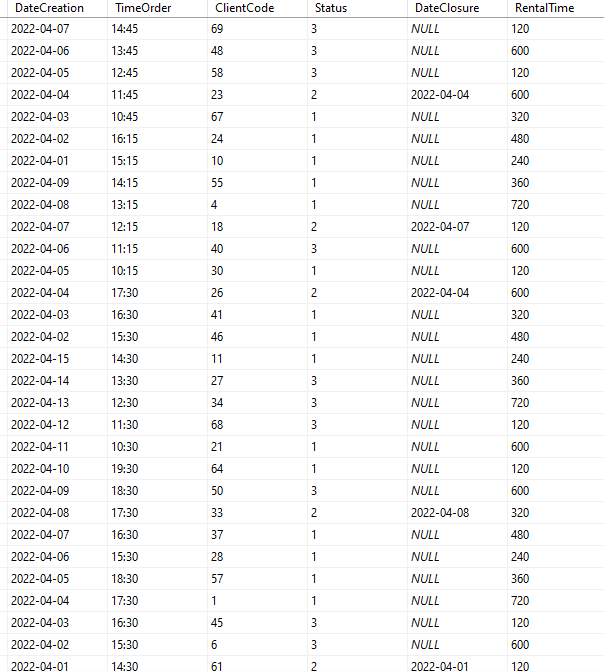 DateCreation TimeOrder ClientCode Status DateClosure RentalTime
2022-04-07 14:45 69 3 NULL 120
2022-04-06 13:45 48 3 NULL 600
2022-04-05 12:45 58 3 NULL 120
2022-04-04 11:45 23 2 2022-04-04 600
2022-04-03 10:45 67 1 NULL 320
2022-04-02 16:15 24 1 NULL 480
2022-04-01 15:15 10 1 NULL 240
2022-04-09 14:15 55 1 NULL 360
2022-04-08 13:15 4 1 NULL 720
2022-04-07 12:15 18 2 2022-04-07 120
2022-04-06 11:15 40 3 NULL 600
2022-04-05 10:15 30 1 NULL 120
2022-04-04 17:30 26 2 2022-04-04 600
2022-04-03 16:30 41 1 NULL 320
2022-04-02 15:30 46 1 NULL 480
2022-04-15 14:30 11 1 NULL 240
2022-04-14 13:30 27 3 NULL 360
2022-04-13 12:30 34 3 NULL 720
2022-04-12 11:30 68 3 NULL 120
2022-04-11 10:30 21 1 NULL 600
2022-04-10 19:30 64 1 NULL 120
2022-04-09 18:30 50 3 NULL 600
2022-04-08 17:30 33 2 2022-04-08 320
2022-04-07 16:30 37 1 NULL 480
2022-04-06 15:30 28 1 NULL 240
2022-04-05 18:30 57 1 NULL 360
2022-04-04 17:30 1 1 NULL 720
2022-04-03 16:30 45 3 NULL 120
2022-04-02 15:30 6 3 NULL 600
2022-04-01 14:30 61 2 2022-04-01 120